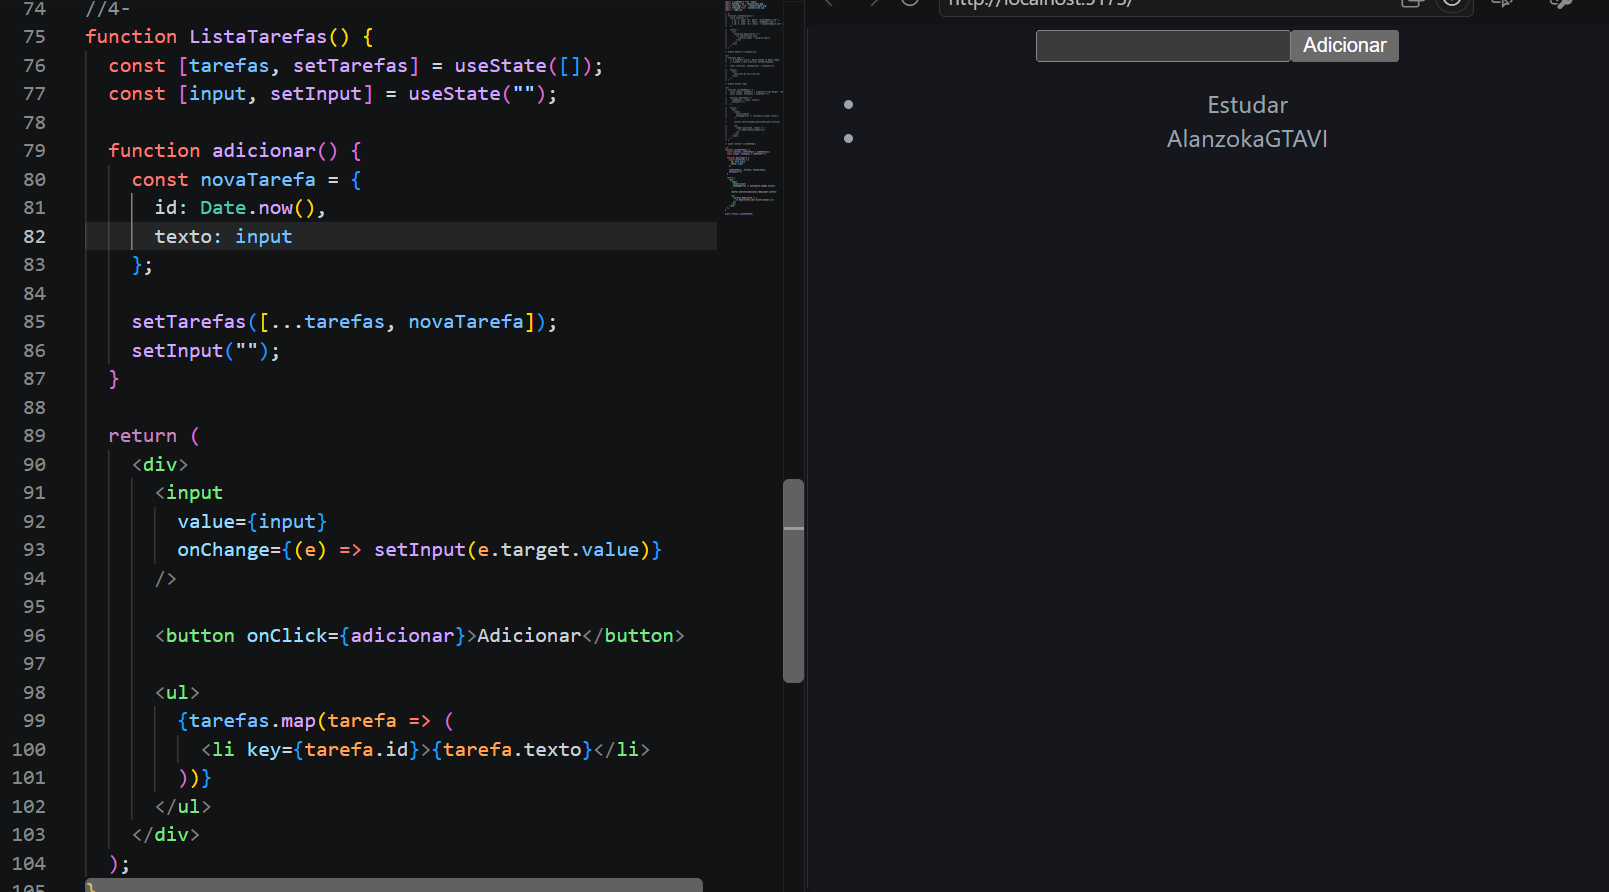 74 //4-
75 function ListaTarefas() {
76 const [tarefas, setTarefas] = useState([]);
77 const [input, setInput] = useState("");
78
79 function adicionar() {
80 const novaTarefa = {
81 id: Date.now(),
82 texto: input
83 };
84
85 setTarefas([...tarefas, novaTarefa]);
86 setInput("");
87 }
88
89 return (
90 <div>
91 <input
92 value={input}
93 onChange={(e) => setInput(e.target.value)}
94 />
95
96 <button onClick={adicionar}>Adicionar</button>
97
98 <ul>
99 {tarefas.map(tarefa => (
100 <li key={tarefa.id}>{tarefa.texto}</li>
101 ))}
102 </ul>
103 </div>
104 );
105 }
http://localhost:5173/
Adicionar
Estudar
AlanzokaGTAVI